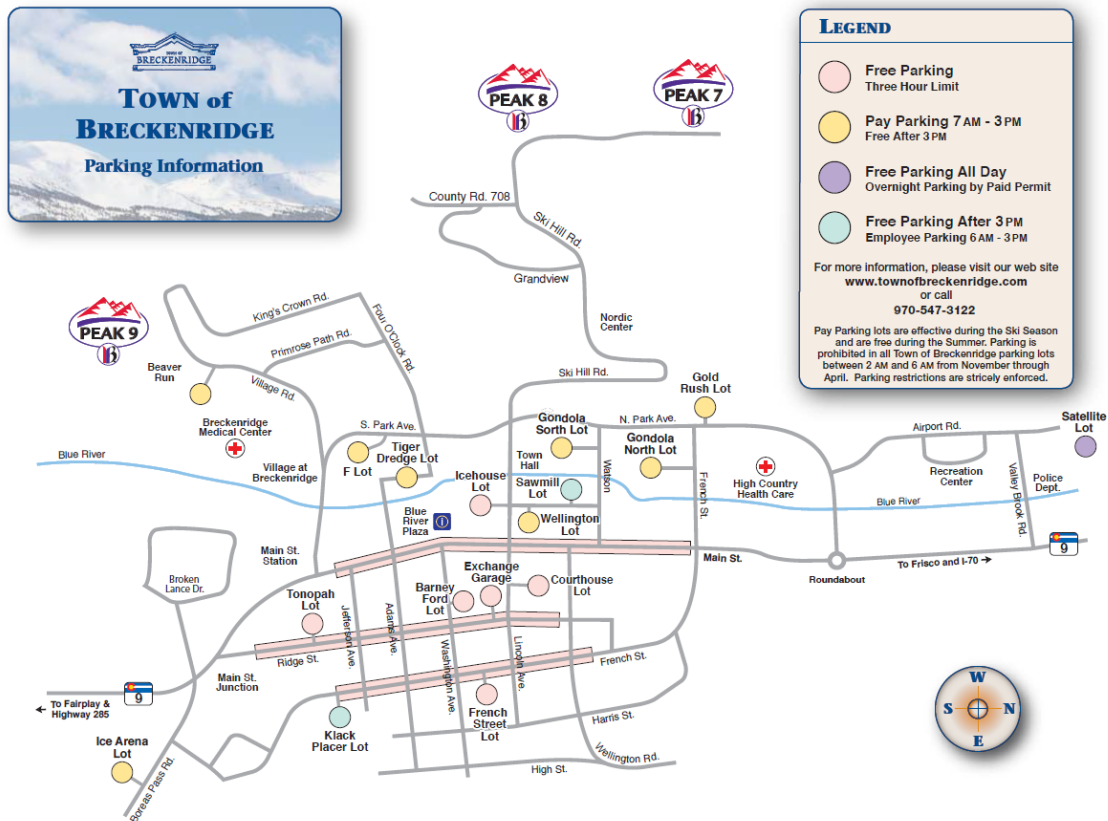 TOWN OF
BRECKENRIDGE
TOWN of
BRECKENRIDGE
Parking Information
PEAK 8
B
PEAK 7
B
LEGEND
Free Parking
Three Hour Limit
Pay Parking 7 AM - 3 PM
Free After 3 PM
Free Parking All Day
Overnight Parking by Paid Permit
Free Parking After 3 PM
Employee Parking 6 AM - 3 PM
For more information, please visit our web site
www.townofbreckenridge.com
or call
970-547-3122
Pay Parking lots are effective during the Ski Season
and are free during the Summer. Parking is
prohibited in all Town of Breckenridge parking lots
between 2 AM and 6 AM from November through
April. Parking restrictions are stricely enforced.
County Rd. 708
Ski Hill Rd.
Grandview
Nordic
Center
Ski Hill Rd.
PEAK 9
B
King's Crown Rd.
Four O'Clock Rd.
Primrose Path Rd.
Beaver
Run
Village Rd.
Breckenridge
Medical Center
S. Park Ave.
F Lot
Tiger
Dredge Lot
Village at
Breckenridge
Blue River
Gold
Rush Lot
N. Park Ave.
Gondola
Sorth Lot
Gondola
North Lot
Town
Hall
Watson
Icehouse
Lot
Sawmill
Lot
Wellington
Lot
French St.
High Country
Health Care
Airport Rd.
Satellite
Lot
Recreation
Center
Valley Brook Rd.
Police
Dept.
Blue River
Blue
River
Plaza
i
Main St.
Station
Main St.
Roundabout
To Frisco and I-70
9
Broken
Lance Dr.
Tonopah
Lot
Jefferson Ave.
Adams Ave.
Barney
Ford
Lot
Exchange
Garage
Courthouse
Lot
Washington Ave.
Lincoln Ave.
Ridge St.
French St.
Main St.
Junction
9
To Fairplay &
Highway 285
Klack
Placer Lot
French
Street
Lot
Harris St.
Wellington Rd.
High St.
Ice Arena
Lot
Boreas Pass Rd.
W
S
N
E